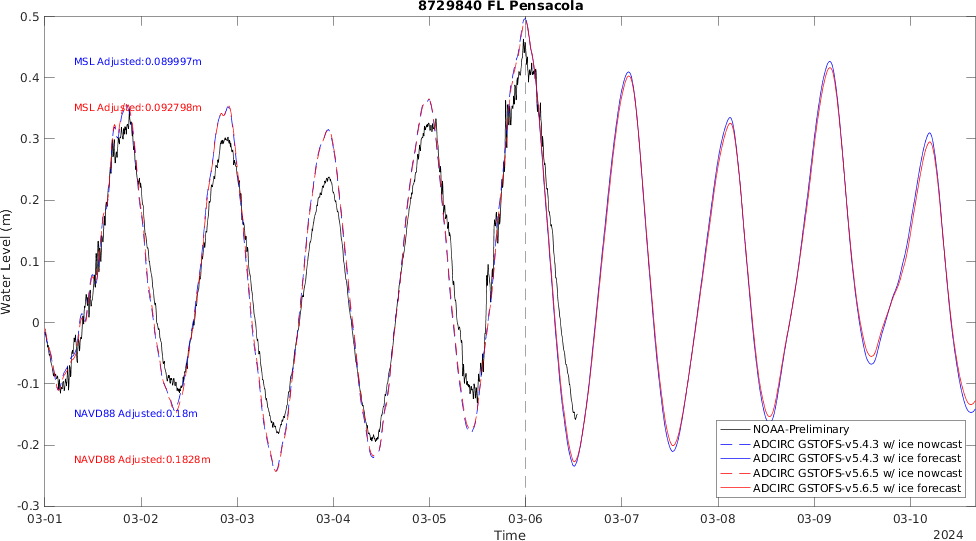 8729840 FL Pensacola
0.5
MSL Adjusted:0.089997m
0.4
MSL Adjusted:0.092798m
0.3
0.2
0.1
Water Level (m)
0
-0.1
NAVD88 Adjusted:0.18m
-0.2
NAVD88 Adjusted:0.1828m
-0.3
NOAA-Preliminary
ADCIRC GSTOFS-v5.4.3 w/ ice nowcast
ADCIRC GSTOFS-v5.4.3 w/ ice forecast
ADCIRC GSTOFS-v5.6.5 w/ ice nowcast
ADCIRC GSTOFS-v5.6.5 w/ ice forecast
03-01 03-02 03-03 03-04 03-05 03-06 03-07 03-08 03-09 03-10
Time
2024